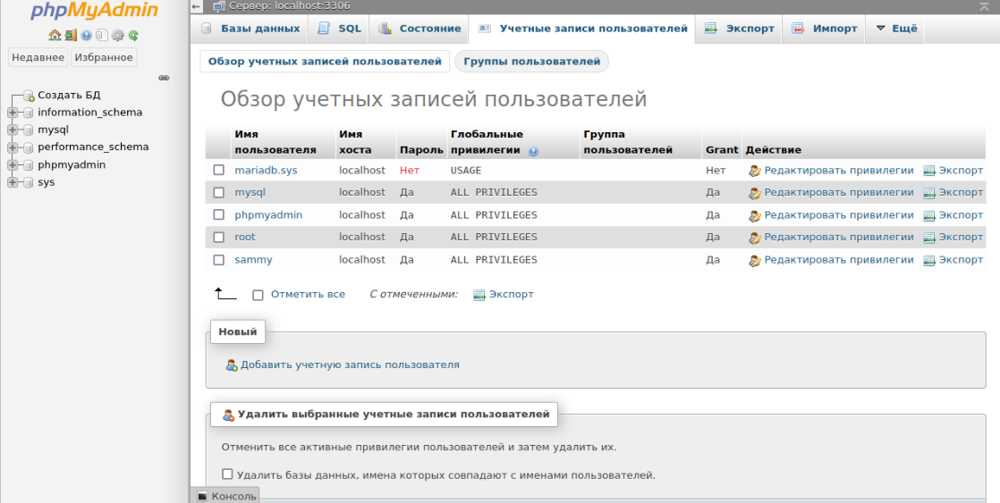 phpMyAdmin
Недавнее Избранное
Создать БД
information_schema
mysql
performance_schema
phpmyadmin
sys
Сервер: localhost:3306
Базы данных SQL Состояние Учетные записи пользователей Экспорт Импорт Ещё
Обзор учетных записей пользователей Группы пользователей
Обзор учетных записей пользователей
Имя пользователя Имя хоста Пароль Глобальные привилегии Группа пользователей Grant Действие
mariadb.sys localhost Нет USAGE Нет Редактировать привилегии Экспорт
mysql localhost Да ALL PRIVILEGES Да Редактировать привилегии Экспорт
phpmyadmin localhost Да ALL PRIVILEGES Да Редактировать привилегии Экспорт
root localhost Да ALL PRIVILEGES Да Редактировать привилегии Экспорт
sammy localhost Да ALL PRIVILEGES Да Редактировать привилегии Экспорт
Отметить все С отмеченными: Экспорт
Новый
Добавить учетную запись пользователя
Удалить выбранные учетные записи пользователей
Отменить все активные привилегии пользователей и затем удалить их.
Удалить базы данных, имена которых совпадают с именами пользователей.
Консоль